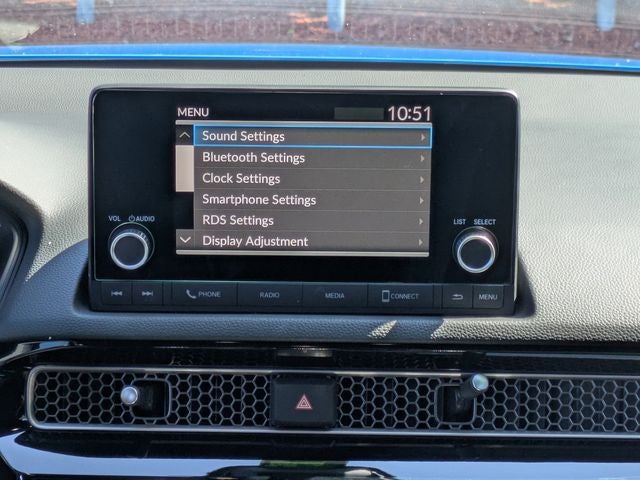 MENU 10:51
Sound Settings
Bluetooth Settings
Clock Settings
Smartphone Settings
RDS Settings
Display Adjustment
VOL AUDIO
LIST SELECT
PHONE RADIO MEDIA CONNECT MENU